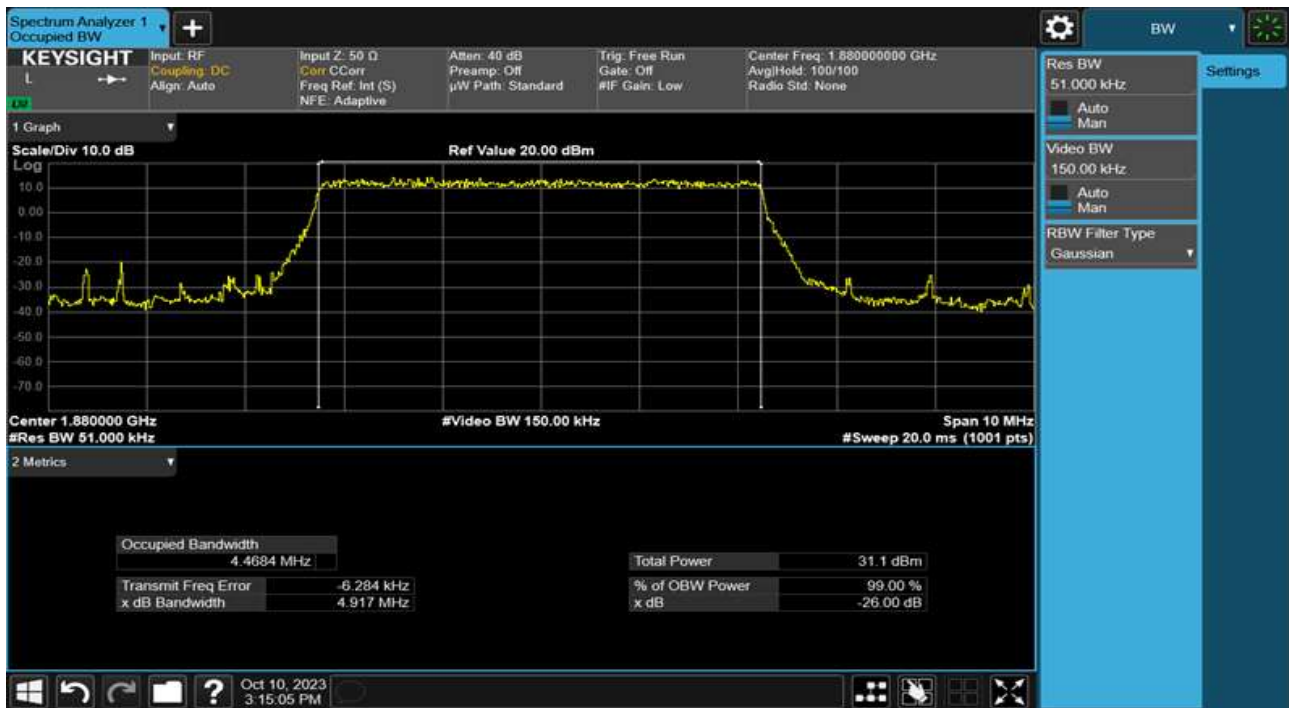 Spectrum Analyzer 1
Occupied BW
BW
KEYSIGHT
L
Input: RF
Coupling: DC
Align: Auto
Input Z: 50 Ω
Corr CCorr
Freq Ref: Int (S)
NFE: Adaptive
Atten: 40 dB
Preamp: Off
µW Path: Standard
Trig: Free Run
Gate: Off
#IF Gain: Low
Center Freq: 1.880000000 GHz
Avg|Hold: 100/100
Radio Std: None
Res BW
51.000 kHz
Auto
Man
Video BW
150.00 kHz
Auto
Man
RBW Filter Type
Gaussian
Settings
1 Graph
Scale/Div 10.0 dB
Ref Value 20.00 dBm
Log
10.0
0.00
-10.0
-20.0
-30.0
-40.0
-50.0
-60.0
-70.0
Center 1.880000 GHz
#Video BW 150.00 kHz
Span 10 MHz
#Res BW 51.000 kHz
#Sweep 20.0 ms (1001 pts)
2 Metrics
Occupied Bandwidth
4.4684 MHz
Total Power 31.1 dBm
Transmit Freq Error -6.284 kHz
% of OBW Power 99.00 %
x dB Bandwidth 4.917 MHz
x dB -26.00 dB
?
Oct 10, 2023
3:15:05 PM